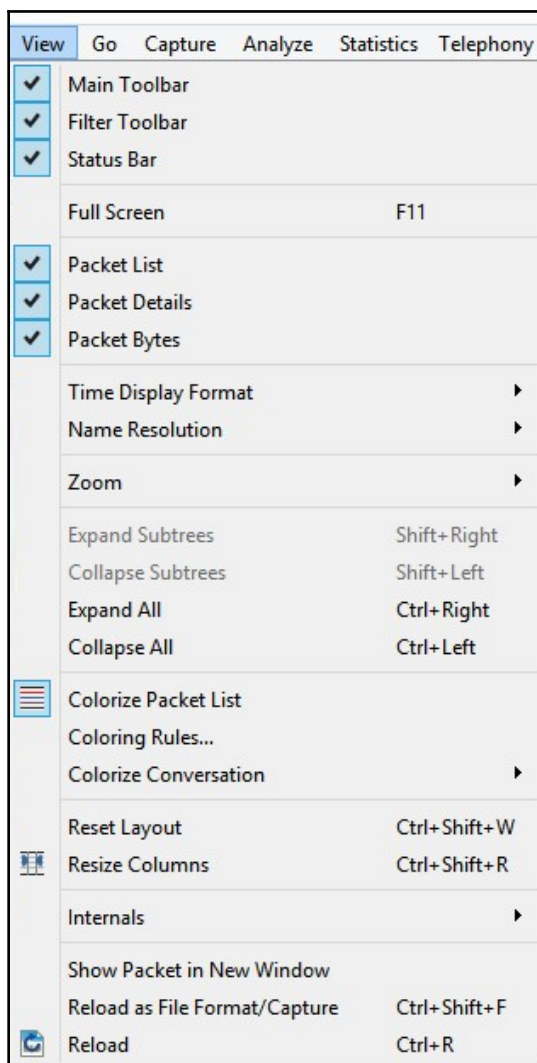 View Go Capture Analyze Statistics Telephony
Main Toolbar
Filter Toolbar
Status Bar
Full Screen F11
Packet List
Packet Details
Packet Bytes
Time Display Format
Name Resolution
Zoom
Expand Subtrees Shift+Right
Collapse Subtrees Shift+Left
Expand All Ctrl+Right
Collapse All Ctrl+Left
Colorize Packet List
Coloring Rules...
Colorize Conversation
Reset Layout Ctrl+Shift+W
Resize Columns Ctrl+Shift+R
Internals
Show Packet in New Window
Reload as File Format/Capture Ctrl+Shift+F
Reload Ctrl+R